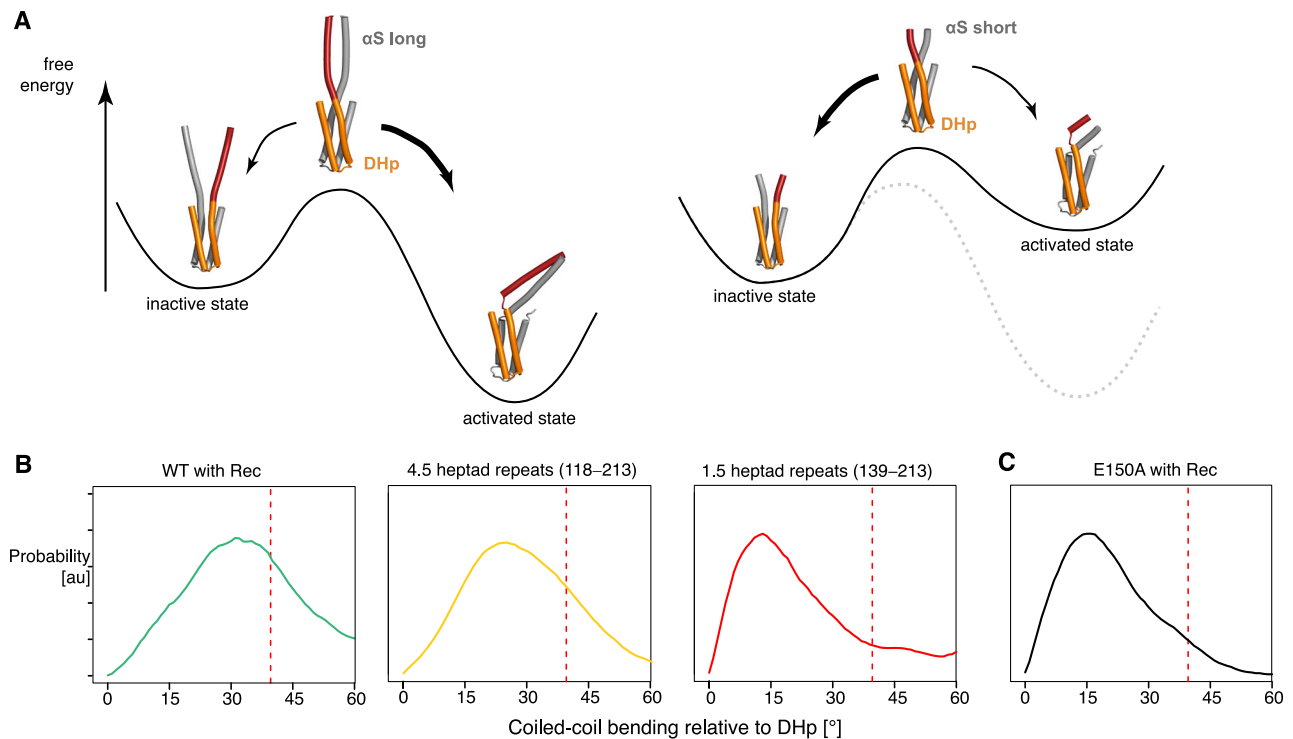 A
free
energy
αS long
DHp
inactive state
activated state
αS short
DHp
inactive state
activated state
B
WT with Rec
4.5 heptad repeats (118–213)
1.5 heptad repeats (139–213)
C
E150A with Rec
Probability
[au]
0 15 30 45 60
0 15 30 45 60
0 15 30 45 60
0 15 30 45 60
Coiled-coil bending relative to DHp [°]